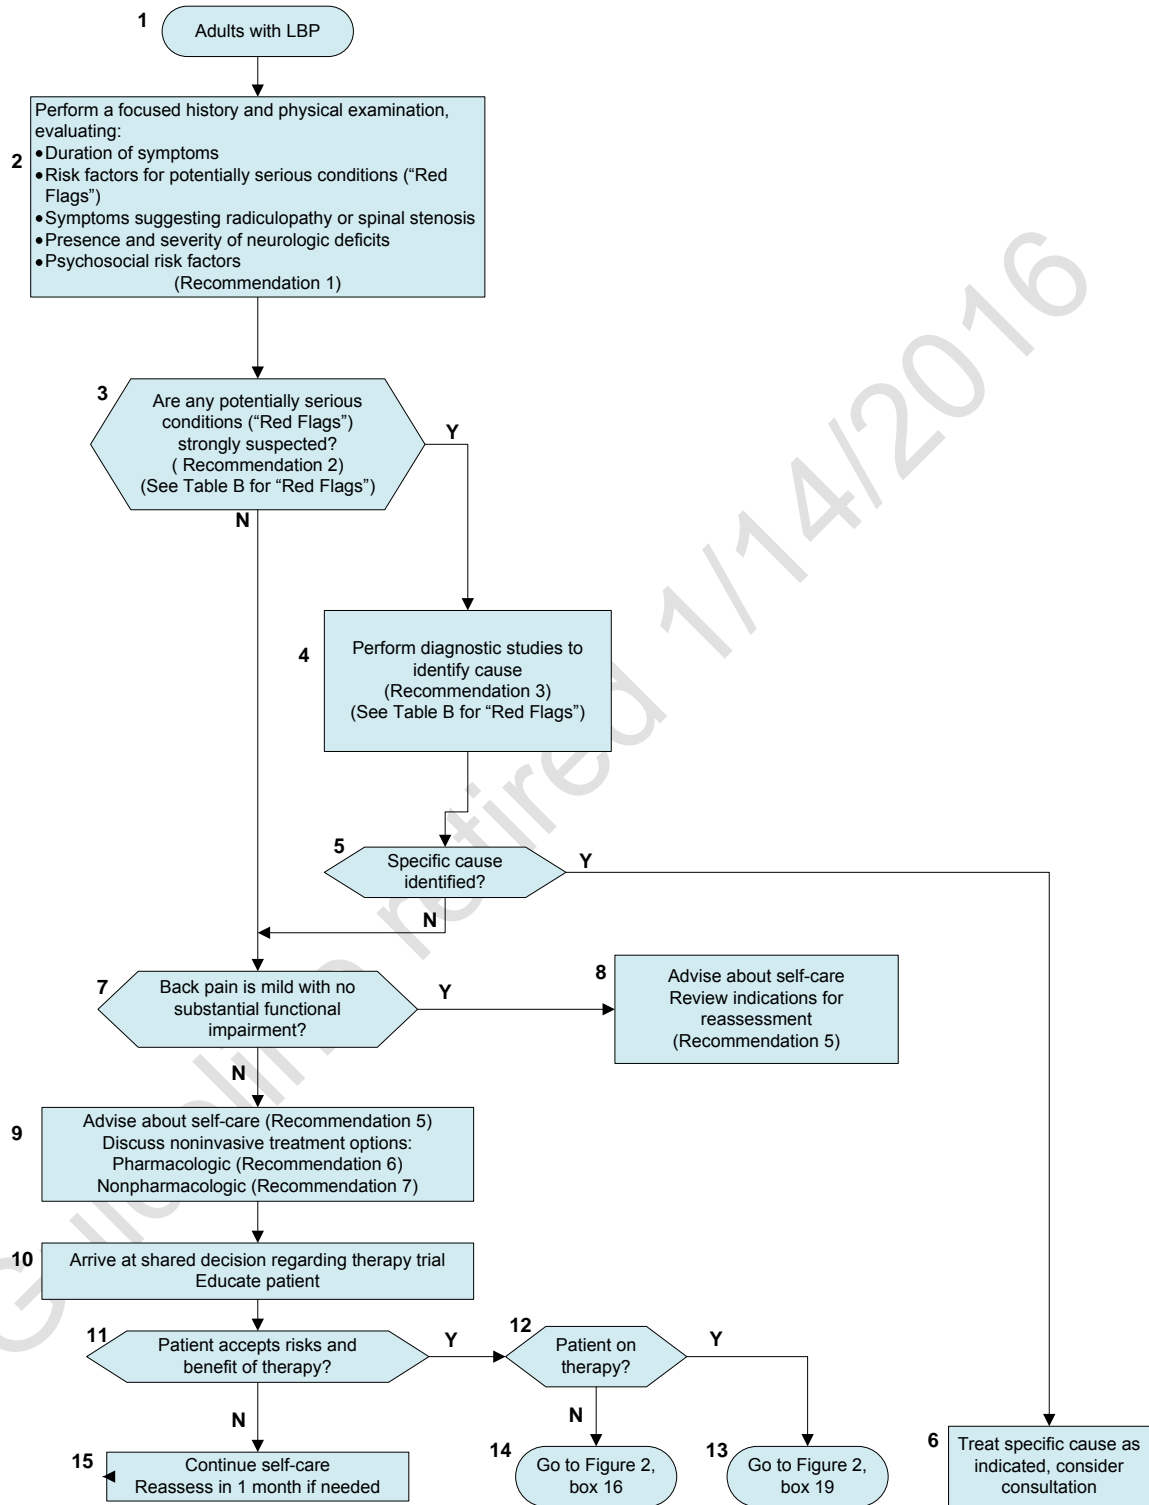 1
Adults with LBP
2
Perform a focused history and physical examination,
evaluating:
•Duration of symptoms
•Risk factors for potentially serious conditions (“Red
Flags”)
•Symptoms suggesting radiculopathy or spinal stenosis
•Presence and severity of neurologic deficits
•Psychosocial risk factors
(Recommendation 1)
3
Are any potentially serious
conditions (“Red Flags”)
strongly suspected?
( Recommendation 2)
(See Table B for “Red Flags”)
Y
N
4
Perform diagnostic studies to
identify cause
(Recommendation 3)
(See Table B for “Red Flags”)
5
Specific cause
identified?
Y
N
7
Back pain is mild with no
substantial functional
impairment?
Y
N
8
Advise about self-care
Review indications for
reassessment
(Recommendation 5)
9
Advise about self-care (Recommendation 5)
Discuss noninvasive treatment options:
Pharmacologic (Recommendation 6)
Nonpharmacologic (Recommendation 7)
10
Arrive at shared decision regarding therapy trial
Educate patient
11
Patient accepts risks and
benefit of therapy?
Y
N
12
Patient on
therapy?
Y
N
15
Continue self-care
Reassess in 1 month if needed
14
Go to Figure 2,
box 16
13
Go to Figure 2,
box 19
6
Treat specific cause as
indicated, consider
consultation
Guideline retired 1/14/2016